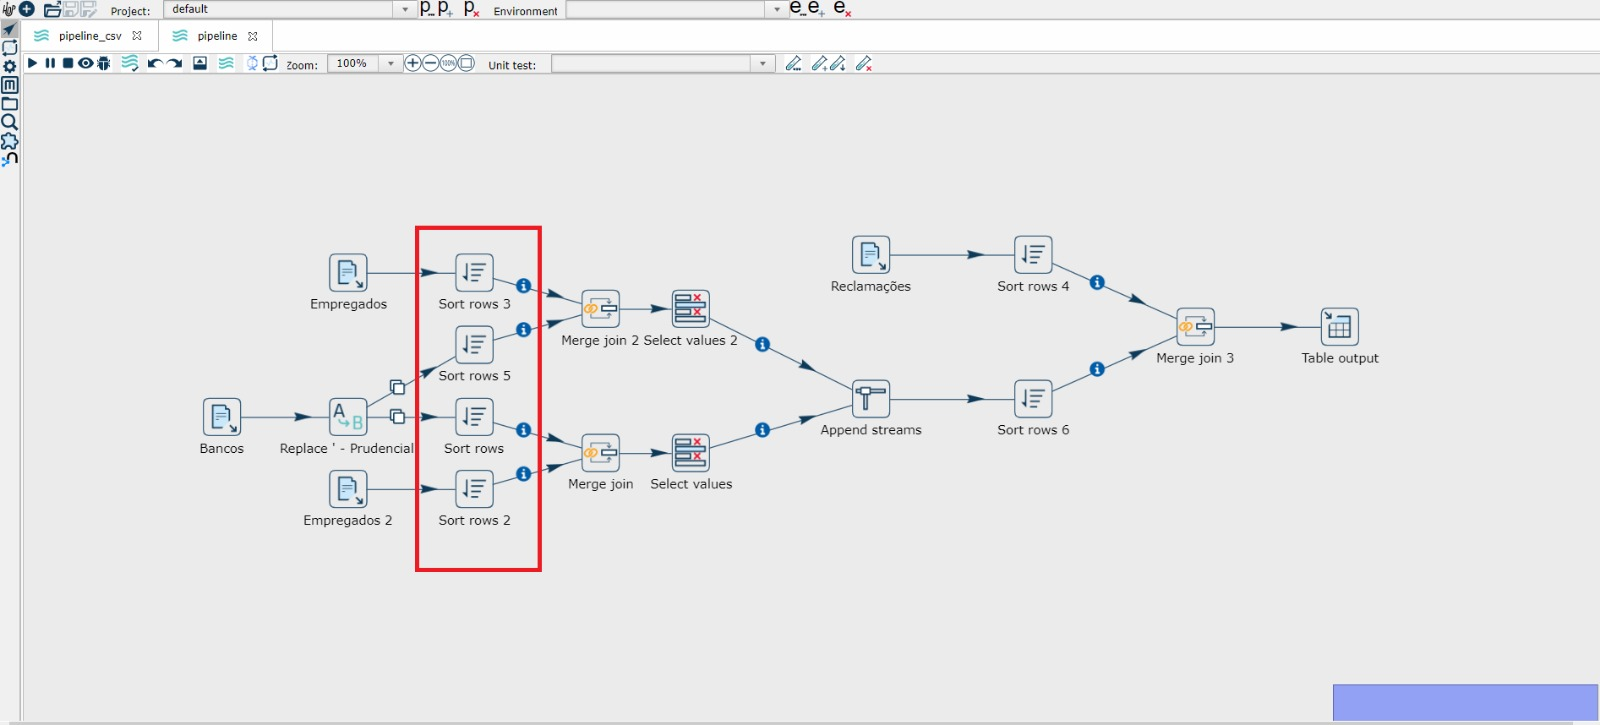 Project: default Environment
pipeline_csv pipeline
Zoom: 100% 100% Unit test:
Empregados
Sort rows 3
Merge join 2
Select values 2
Sort rows 5
Bancos
Replace ' - Prudencial
Sort rows
Merge join
Select values
Empregados 2
Sort rows 2
Append streams
Reclamações
Sort rows 4
Sort rows 6
Merge join 3
Table output